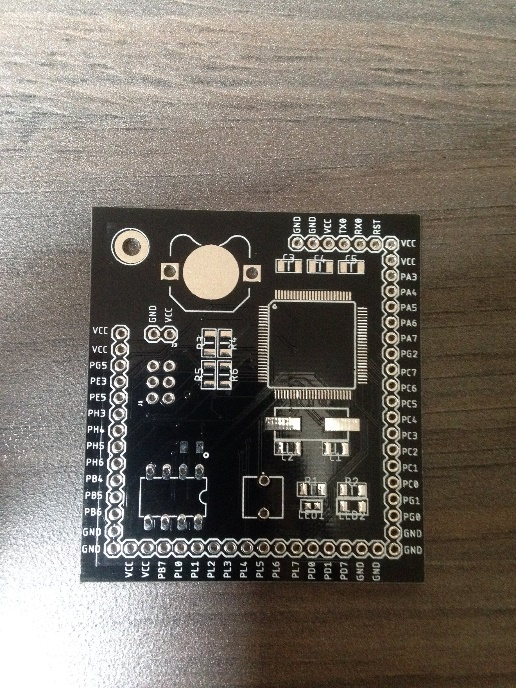 GND
GND
VCC
TX0
RX0
RST
VCC
C3
C4
C5
VCC
PA3
PA4
PA5
PA6
PA7
PG2
PC7
PC6
PC5
PC4
PC3
PC2
PC1
PC0
PG1
PG0
GND
GND
GND
VCC
R3
R4
R5
R6
VCC
VCC
PG5
PE3
PE5
PH3
PH4
PH5
PH6
PB4
PB5
PB6
GND
GND
C2
C1
R1
R2
LED1
LED2
VCC
VCC
PB7
PL0
PL1
PL2
PL3
PL4
PL5
PL6
PL7
PD0
PD1
PD7
GND
GND